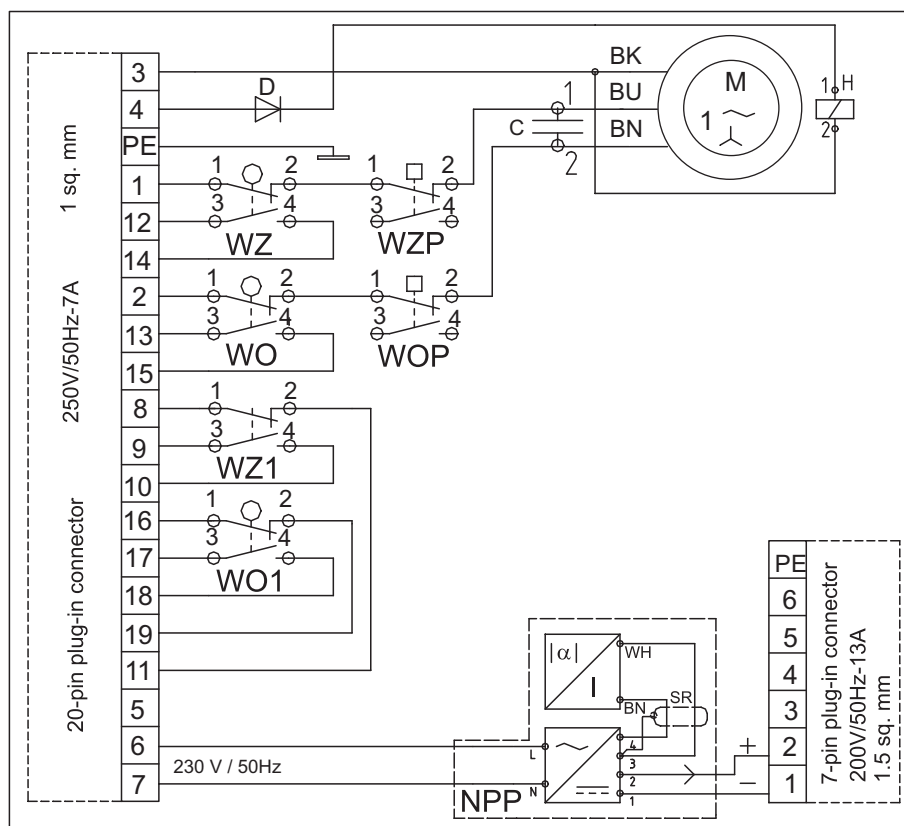 1 sq. mm
250V/50Hz-7A
20-pin plug-in connector
3
4
PE
1
12
14
2
13
15
8
9
10
16
17
18
19
11
5
6
7
D
BK
BU
BN
1
C
2
M
1
1 H
2
1 2
3 4
WZ
1 2
3 4
WZP
1 2
3 4
WO
1 2
3 4
WOP
1 2
3 4
WZ1
1 2
3 4
WO1
230 V / 50Hz
L
N
NPP
|α|
I
WH
BN
SR
4
3
2
1
+
−
PE
6
5
4
3
2
1
7-pin plug-in connector
200V/50Hz-13A
1.5 sq. mm